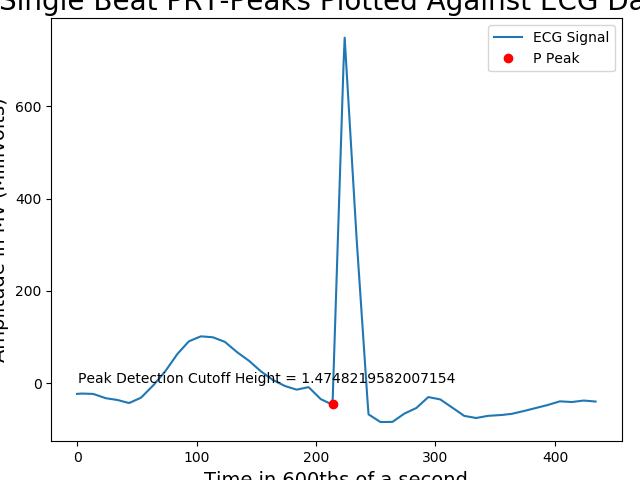 Single Beat PRT-Peaks Plotted Against ECG Da
ECG Signal
P Peak
Amplitude in MV (Millivolts)
600
400
200
0
Peak Detection Cutoff Height = 1.4748219582007154
0 100 200 300 400
Time in 600ths of a second